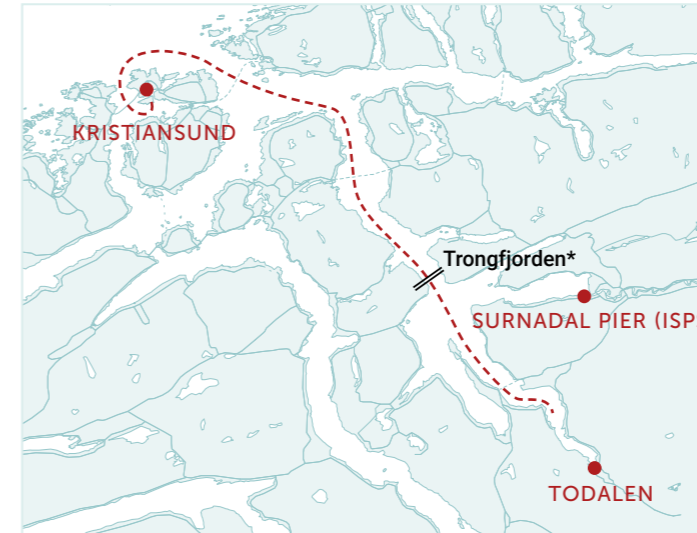 KRISTIANSUND
Trongfjorden*
SURNADAL PIER (ISP
TODALEN